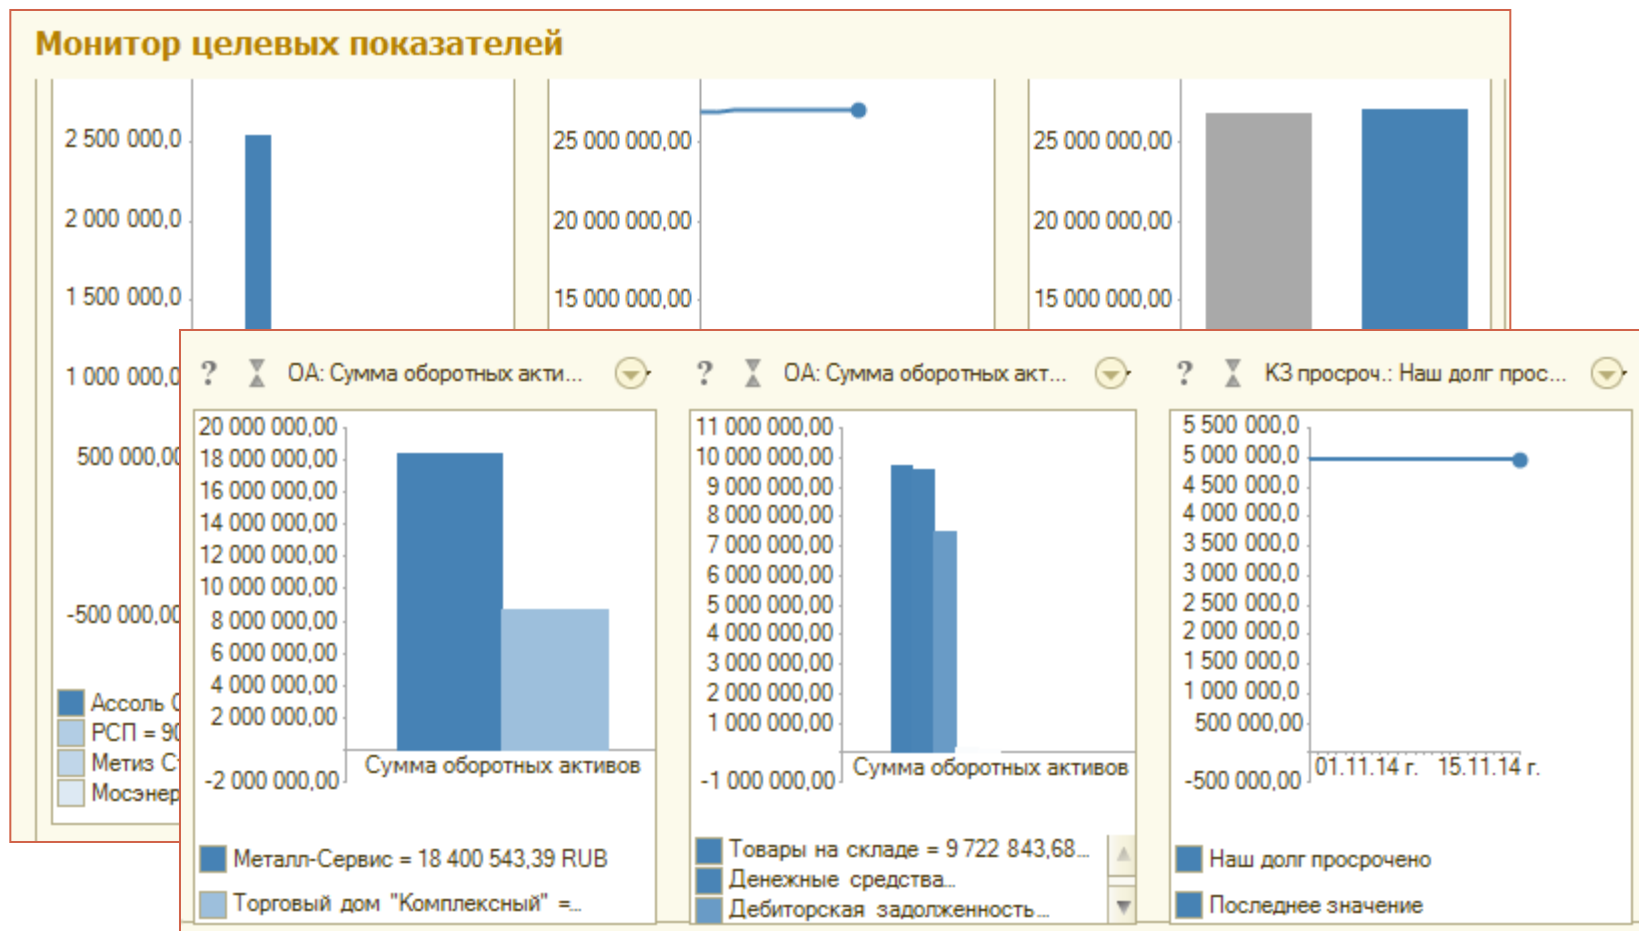 Монитор целевых показателей
2 500 000,0
2 000 000,0
1 500 000,0
1 000 000,0
500 000,00
-500 000,00
Ассоль
РСП = 90
Метиз
Мосэнер
25 000 000,00
20 000 000,00
15 000 000,00
25 000 000,00
20 000 000,00
15 000 000,00
? ОА: Сумма оборотных акти...
20 000 000,00
18 000 000,00
16 000 000,00
14 000 000,00
12 000 000,00
10 000 000,00
8 000 000,00
6 000 000,00
4 000 000,00
2 000 000,00
-2 000 000,00
Сумма оборотных активов
Металл-Сервис = 18 400 543,39 RUB
Торговый дом "Комплексный" =...
? ОА: Сумма оборотных акт...
11 000 000,00
10 000 000,00
9 000 000,00
8 000 000,00
7 000 000,00
6 000 000,00
5 000 000,00
4 000 000,00
3 000 000,00
2 000 000,00
1 000 000,00
-1 000 000,00
Сумма оборотных активов
Товары на складе = 9 722 843,68...
Денежные средства...
Дебиторская задолженность...
? КЗ просроч.: Наш долг прос...
5 500 000,0
5 000 000,0
4 500 000,0
4 000 000,0
3 500 000,0
3 000 000,0
2 500 000,0
2 000 000,0
1 500 000,0
1 000 000,0
500 000,00
-500 000,00
01.11.14 г. 15.11.14 г.
Наш долг просрочено
Последнее значение